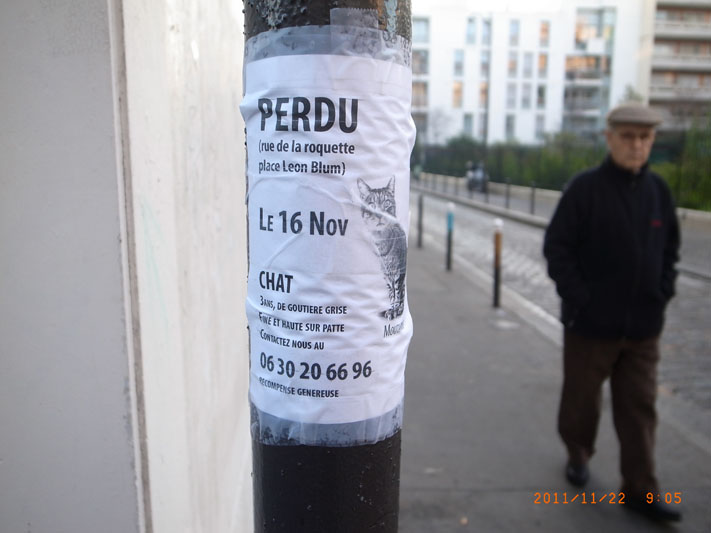 PERDU
(rue de la roquette
place Leon Blum)
LE 16 NOV
CHAT
3ANS, DE GOUTIERE GRISE
ET HAUTE SUR PATTE
CONTACTEZ NOUS AU
06 30 20 66 96
RECOMPENSE GENEREUSE
2011/11/22 9:05